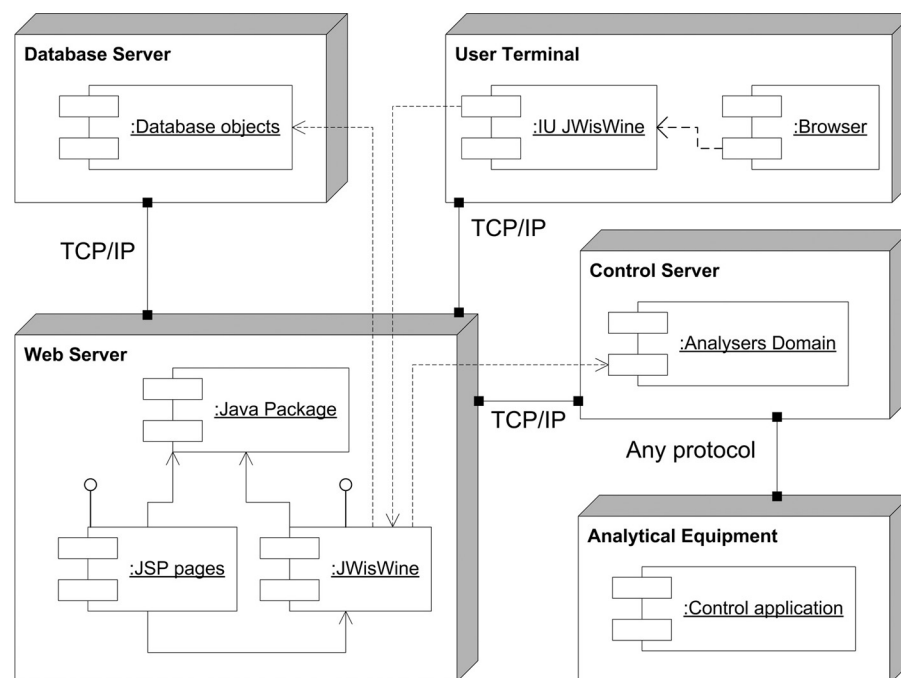 Database Server
:Database objects
User Terminal
:IU JWisWine
:Browser
TCP/IP
TCP/IP
Control Server
:Analysers Domain
Web Server
:Java Package
TCP/IP
Any protocol
:JSP pages
:JWisWine
Analytical Equipment
:Control application